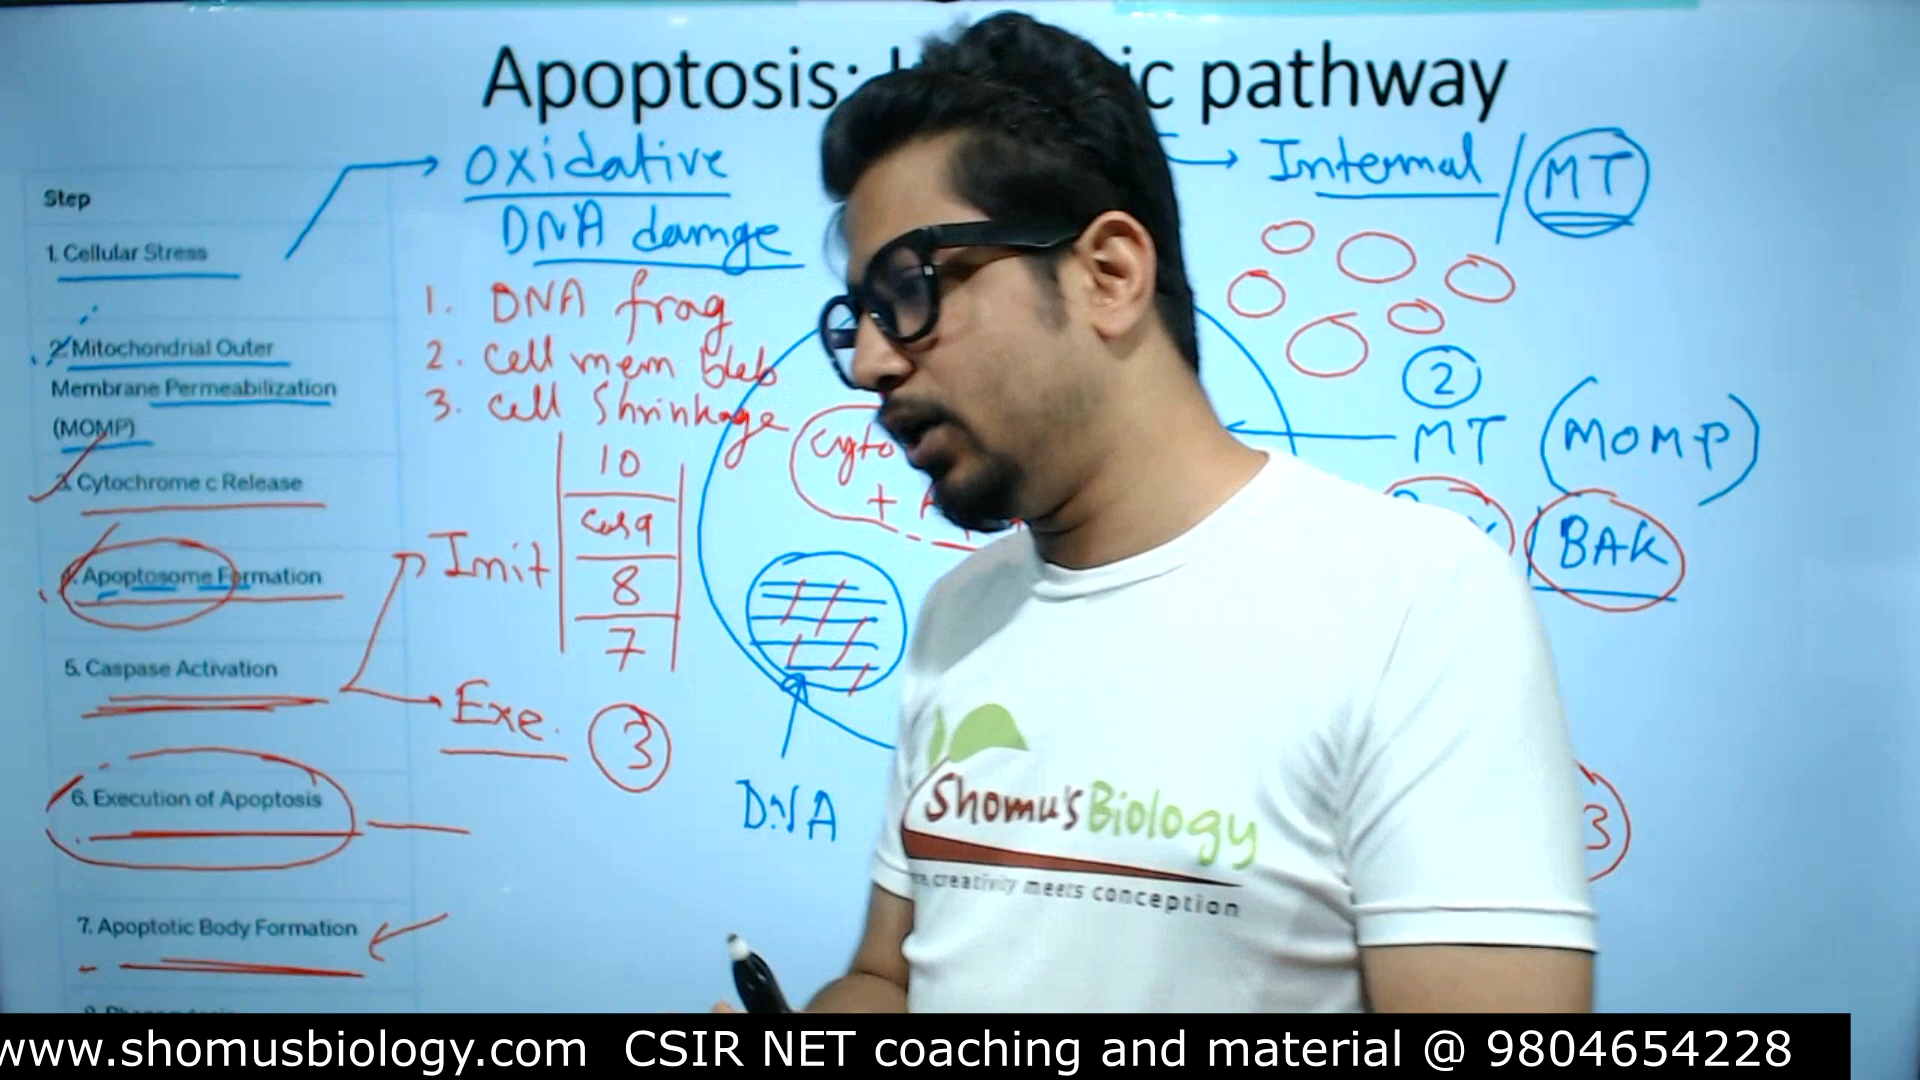 Apoptosis: ic pathway
oxidative
DNA damge
Internal / MT
Step
1. Cellular Stress
2. Mitochondrial Outer
Membrane Permeabilization
(MOMP)
3. Cytochrome c Release
4. Apoptosome Formation
5. Caspase Activation
6. Execution of Apoptosis
7. Apoptotic Body Formation
1. DNA frag
2. Cell mem bleb
3. Cell Shrinkage
Init
10
cas9
8
7
Exe. 3
cyto
+
DNA
2
MT (MOMP)
BAK
3
Shomu's Biology
creativity meets conception
www.shomusbiology.com CSIR NET coaching and material @ 9804654228